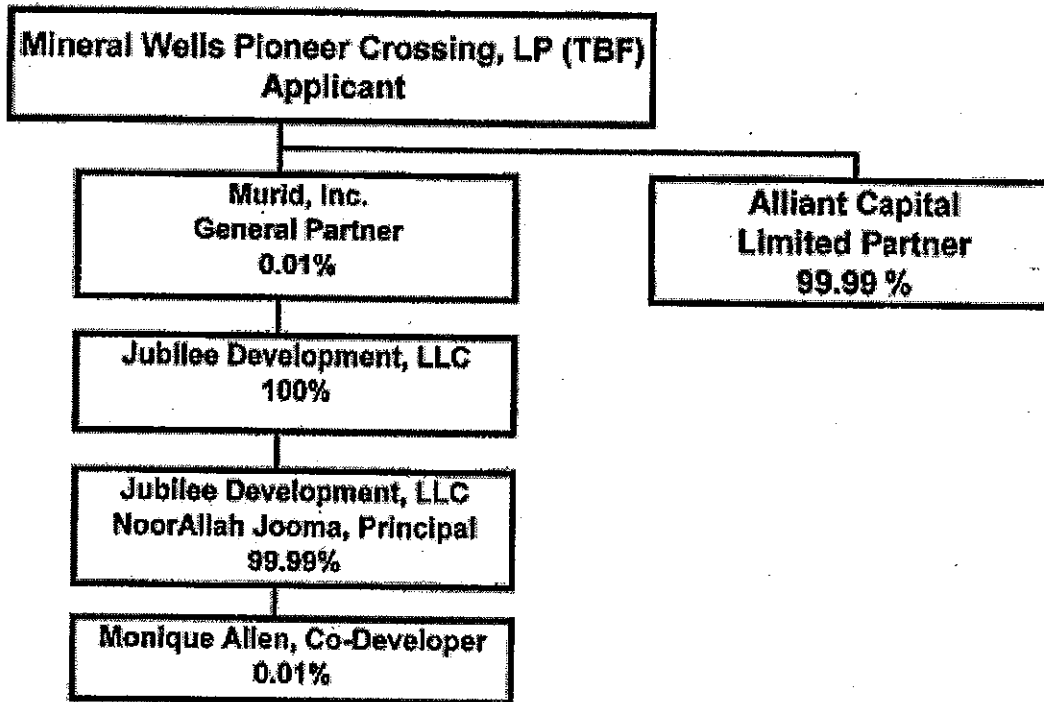 Mineral Wells Pioneer Crossing, LP (TBF)
Applicant
Murid, Inc.
General Partner
0.01%
Alliant Capital
Limited Partner
99.99 %
Jubilee Development, LLC
100%
Jubilee Development, LLC
NoorAllah Jooma, Principal
99.99%
Monique Allen, Co-Developer
0.01%